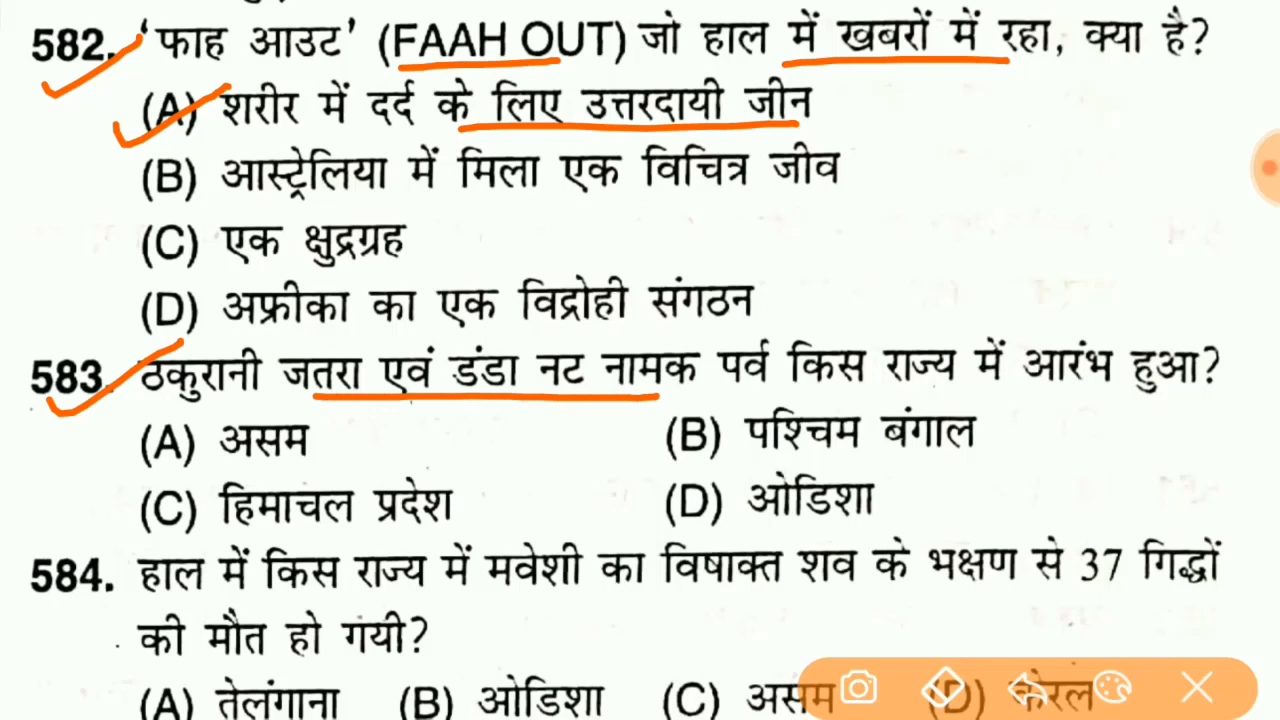 582. ‘फाह आउट’ (FAAH OUT) जो हाल में खबरों में रहा, क्या है?
(A) शरीर में दर्द के लिए उत्तरदायी जीन
(B) आस्ट्रेलिया में मिला एक विचित्र जीव
(C) एक क्षुद्रग्रह
(D) अफ्रीका का एक विद्रोही संगठन
583. ठकुरानी जतरा एवं डंडा नट नामक पर्व किस राज्य में आरंभ हुआ?
(A) असम (B) पश्चिम बंगाल
(C) हिमाचल प्रदेश (D) ओडिशा
584. हाल में किस राज्य में मवेशी का विषाक्त शव के भक्षण से 37 गिद्धों
की मौत हो गयी?
(A) तेलंगाना (B) ओडिशा (C) असम (D) केरल